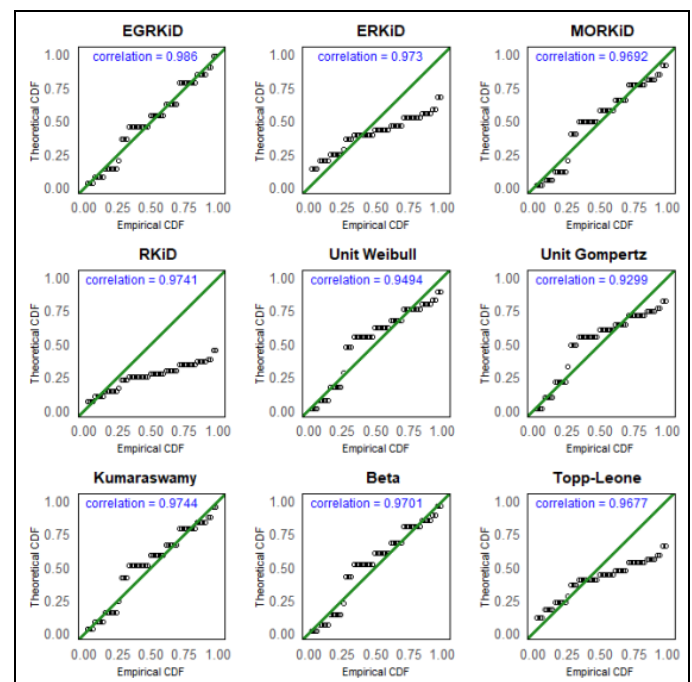 EGRKiD
ERKiD
MORKiD
correlation = 0.986
correlation = 0.973
correlation = 0.9692
Theoretical CDF
1.00
0.75
0.50
0.25
0.00
Theoretical CDF
1.00
0.75
0.50
0.25
0.00
Theoretical CDF
1.00
0.75
0.50
0.25
0.00
0.00 0.25 0.50 0.75 1.00
0.00 0.25 0.50 0.75 1.00
0.00 0.25 0.50 0.75 1.00
Empirical CDF
Empirical CDF
Empirical CDF
RKiD
Unit Weibull
Unit Gompertz
correlation = 0.9741
correlation = 0.9494
correlation = 0.9299
Theoretical CDF
1.00
0.75
0.50
0.25
0.00
Theoretical CDF
1.00
0.75
0.50
0.25
0.00
Theoretical CDF
1.00
0.75
0.50
0.25
0.00
0.00 0.25 0.50 0.75 1.00
0.00 0.25 0.50 0.75 1.00
0.00 0.25 0.50 0.75 1.00
Empirical CDF
Empirical CDF
Empirical CDF
Kumaraswamy
Beta
Topp-Leone
correlation = 0.9744
correlation = 0.9701
correlation = 0.9677
Theoretical CDF
1.00
0.75
0.50
0.25
0.00
Theoretical CDF
1.00
0.75
0.50
0.25
0.00
Theoretical CDF
1.00
0.75
0.50
0.25
0.00
0.00 0.25 0.50 0.75 1.00
0.00 0.25 0.50 0.75 1.00
0.00 0.25 0.50 0.75 1.00
Empirical CDF
Empirical CDF
Empirical CDF